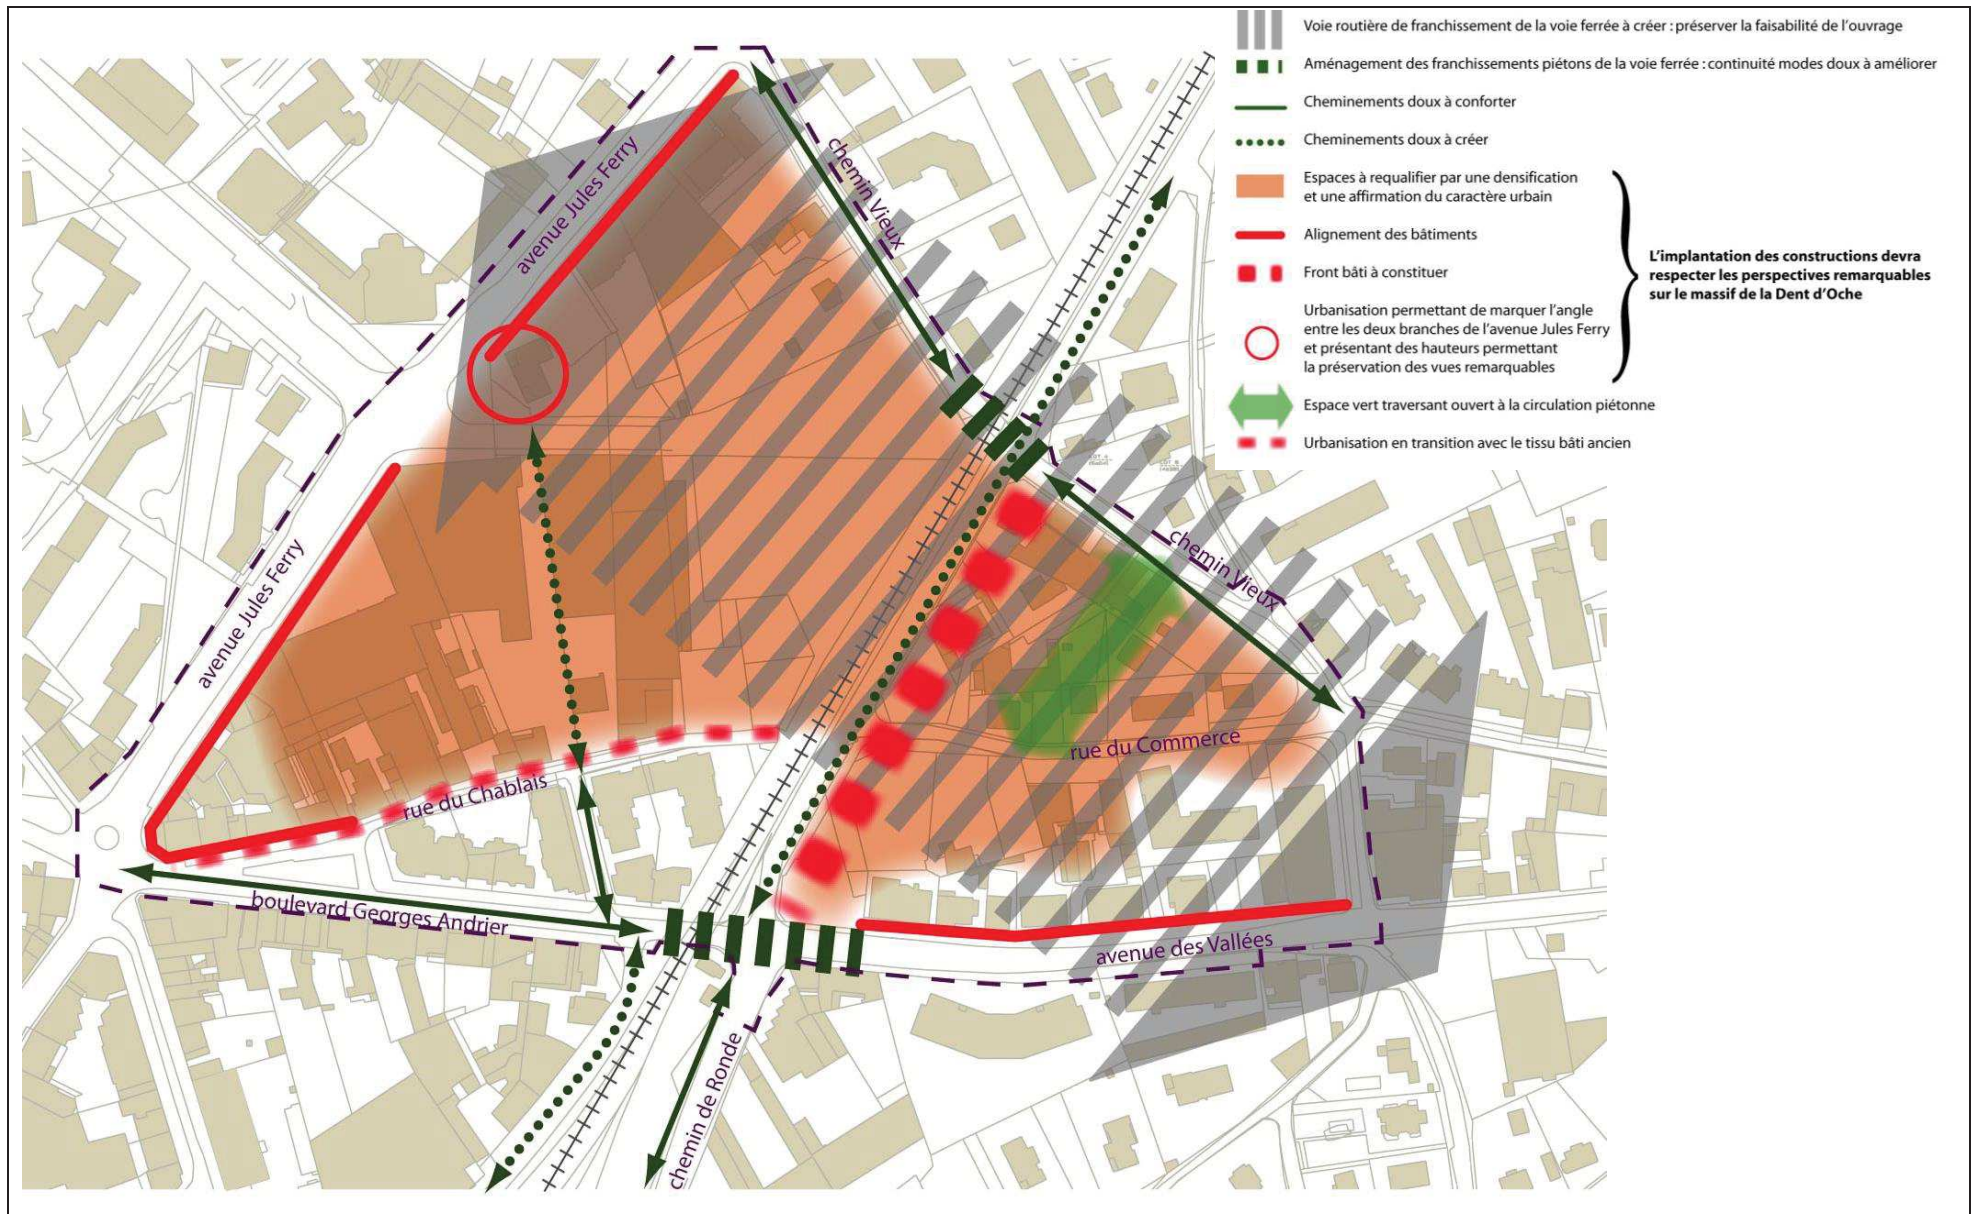 Voie routière de franchissement de la voie ferrée à créer : préserver la faisabilité de l'ouvrage
Aménagement des franchissements piétons de la voie ferrée : continuité modes doux à améliorer
Cheminements doux à conforter
Cheminements doux à créer
Espaces à requalifier par une densification
et une affirmation du caractère urbain
Alignement des bâtiments
Front bâti à constituer
Urbanisation permettant de marquer l'angle
entre les deux branches de l'avenue Jules Ferry
et présentant des hauteurs permettant
la préservation des vues remarquables
L'implantation des constructions devra
respecter les perspectives remarquables
sur le massif de la Dent d'Oche
Espace vert traversant ouvert à la circulation piétonne
Urbanisation en transition avec le tissu bâti ancien
avenue Jules Ferry
chemin Vieux
avenue Jules Ferry
chemin Vieux
rue du Commerce
rue du Chablais
boulevard Georges Andrier
avenue des Vallées
chemin de Ronde